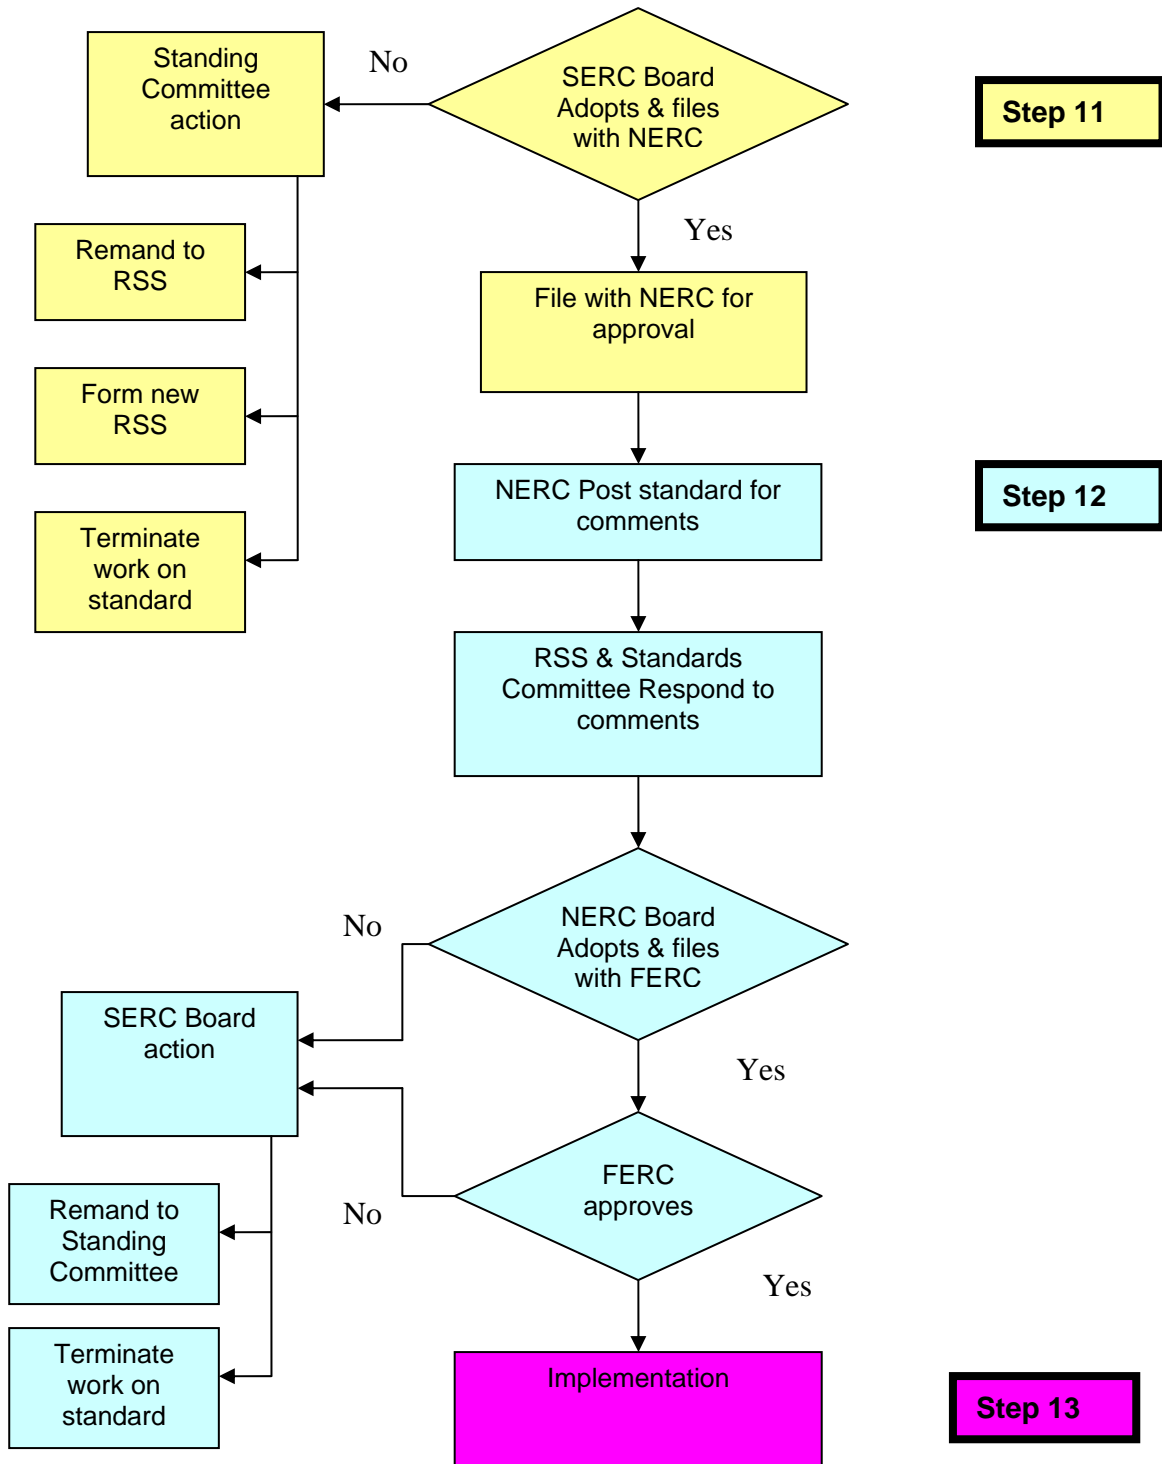 Standing
Committee
action
No
SERC Board
Adopts & files
with NERC
Step 11
Yes
Remand to
RSS
File with NERC for
approval
Form new
RSS
NERC Post standard for
comments
Step 12
Terminate
work on
standard
RSS & Standards
Committee Respond to
comments
No
NERC Board
Adopts & files
with FERC
SERC Board
action
Yes
FERC
approves
No
Remand to
Standing
Committee
Yes
Terminate
work on
standard
Implementation
Step 13